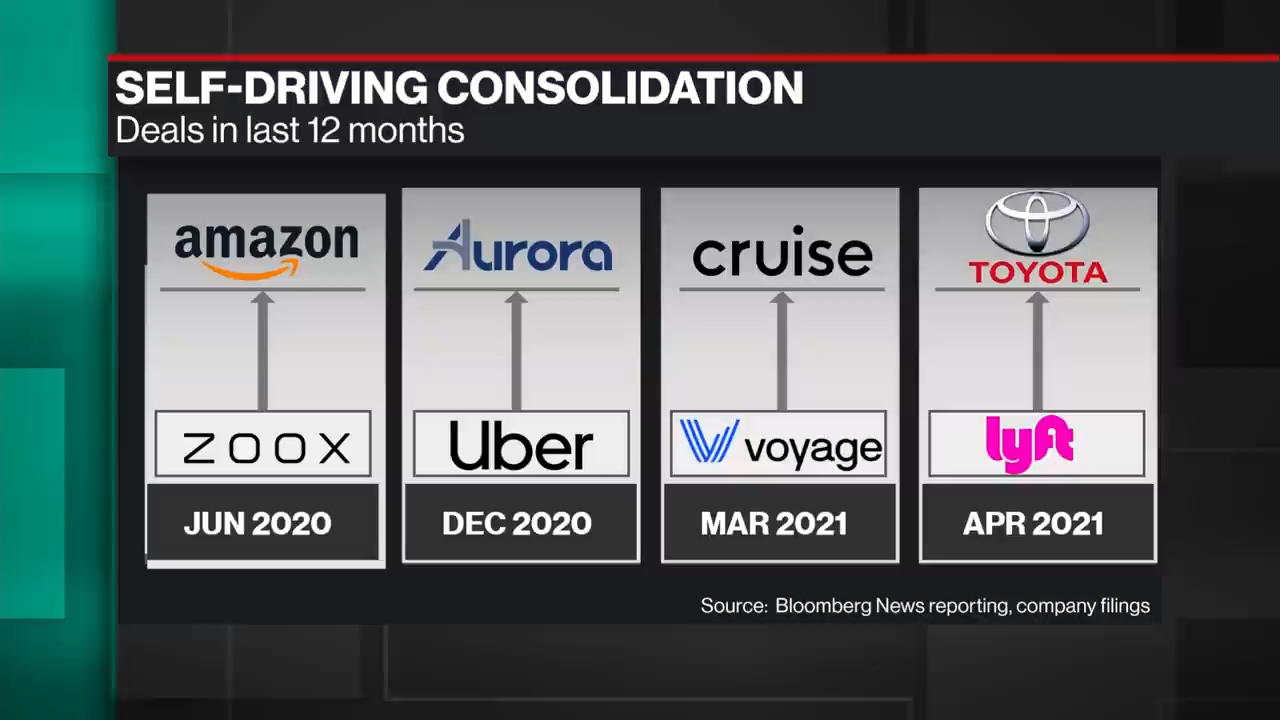 SELF-DRIVING CONSOLIDATION
Deals in last 12 months
amazon
Aurora
cruise
TOYOTA
zoox
Uber
voyage
lyft
JUN 2020
DEC 2020
MAR 2021
APR 2021
Source: Bloomberg News reporting, company filings